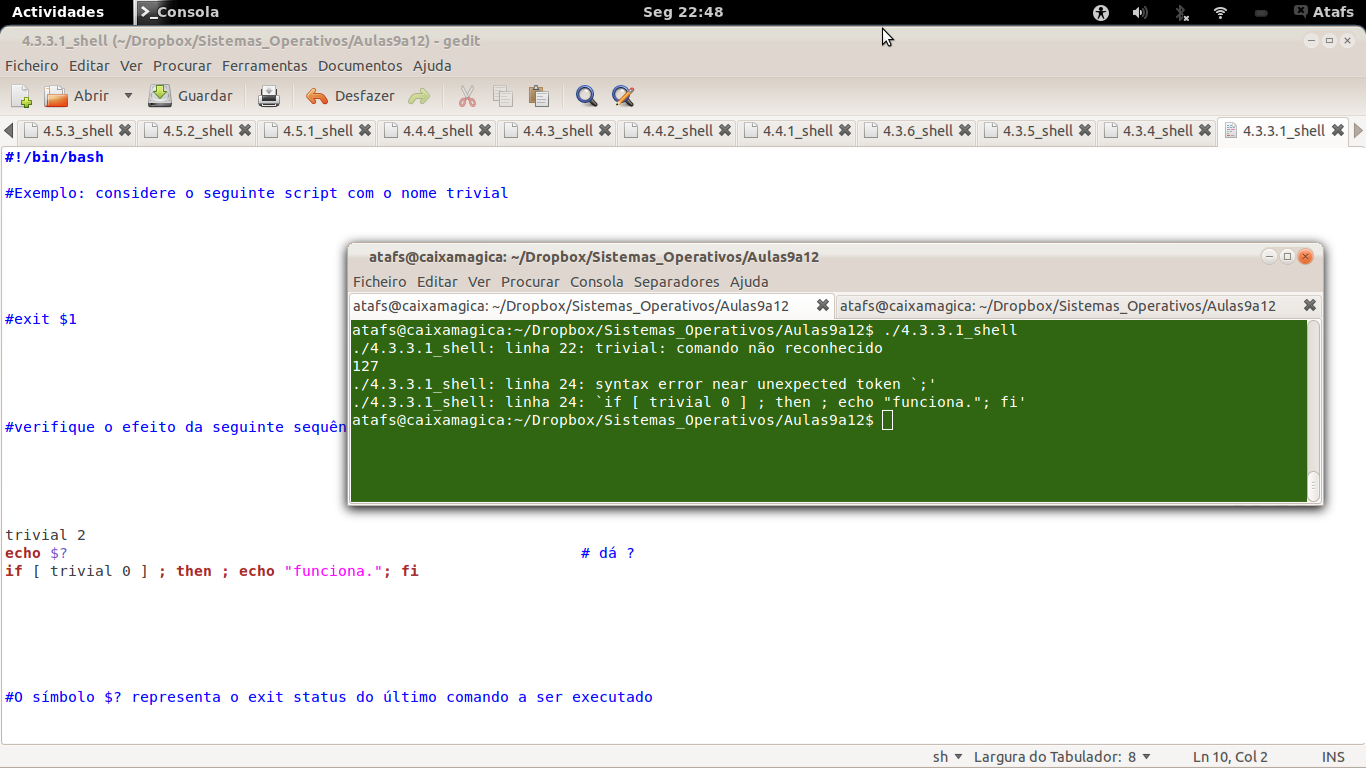 Actividades
Consola
Seg 22:48
Atafs
4.3.3.1_shell (~/Dropbox/Sistemas_Operativos/Aulas9a12) - gedit
Ficheiro Editar Ver Procurar Ferramentas Documentos Ajuda
Abrir Guardar Desfazer
4.5.3_shell 4.5.2_shell 4.5.1_shell 4.4.4_shell 4.4.3_shell 4.4.2_shell 4.4.1_shell 4.3.6_shell 4.3.5_shell 4.3.4_shell 4.3.3.1_shell
#!/bin/bash
#Exemplo: considere o seguinte script com o nome trivial
#exit $1
#verifique o efeito da seguinte sequên
trivial 2
echo $? # dá ?
if [ trivial 0 ] ; then ; echo "funciona."; fi
#O símbolo $? representa o exit status do último comando a ser executado
atafs@caixamagica: ~/Dropbox/Sistemas_Operativos/Aulas9a12
Ficheiro Editar Ver Procurar Consola Separadores Ajuda
atafs@caixamagica: ~/Dropbox/Sistemas_Operativos/Aulas9a12 atafs@caixamagica: ~/Dropbox/Sistemas_Operativos/Aulas9a12
atafs@caixamagica:~/Dropbox/Sistemas_Operativos/Aulas9a12$ ./4.3.3.1_shell
./4.3.3.1_shell: linha 22: trivial: comando não reconhecido
127
./4.3.3.1_shell: linha 24: syntax error near unexpected token `;'
./4.3.3.1_shell: linha 24: `if [ trivial 0 ] ; then ; echo "funciona."; fi'
atafs@caixamagica:~/Dropbox/Sistemas_Operativos/Aulas9a12$
sh Largura do Tabulador: 8 Ln 10, Col 2 INS